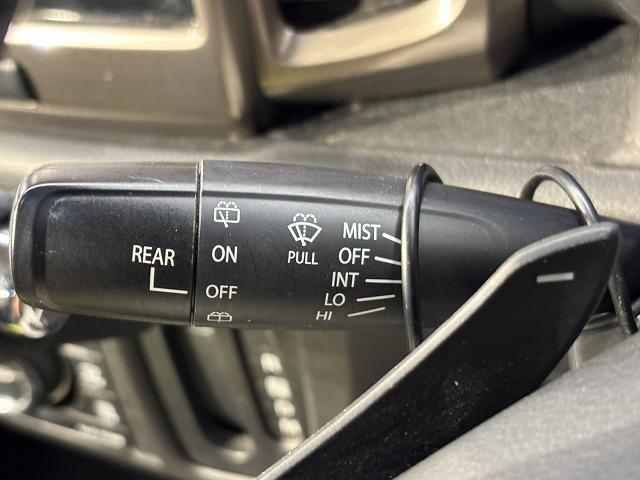 REAR
ON
OFF
PULL
MIST
OFF
INT
LO
HI